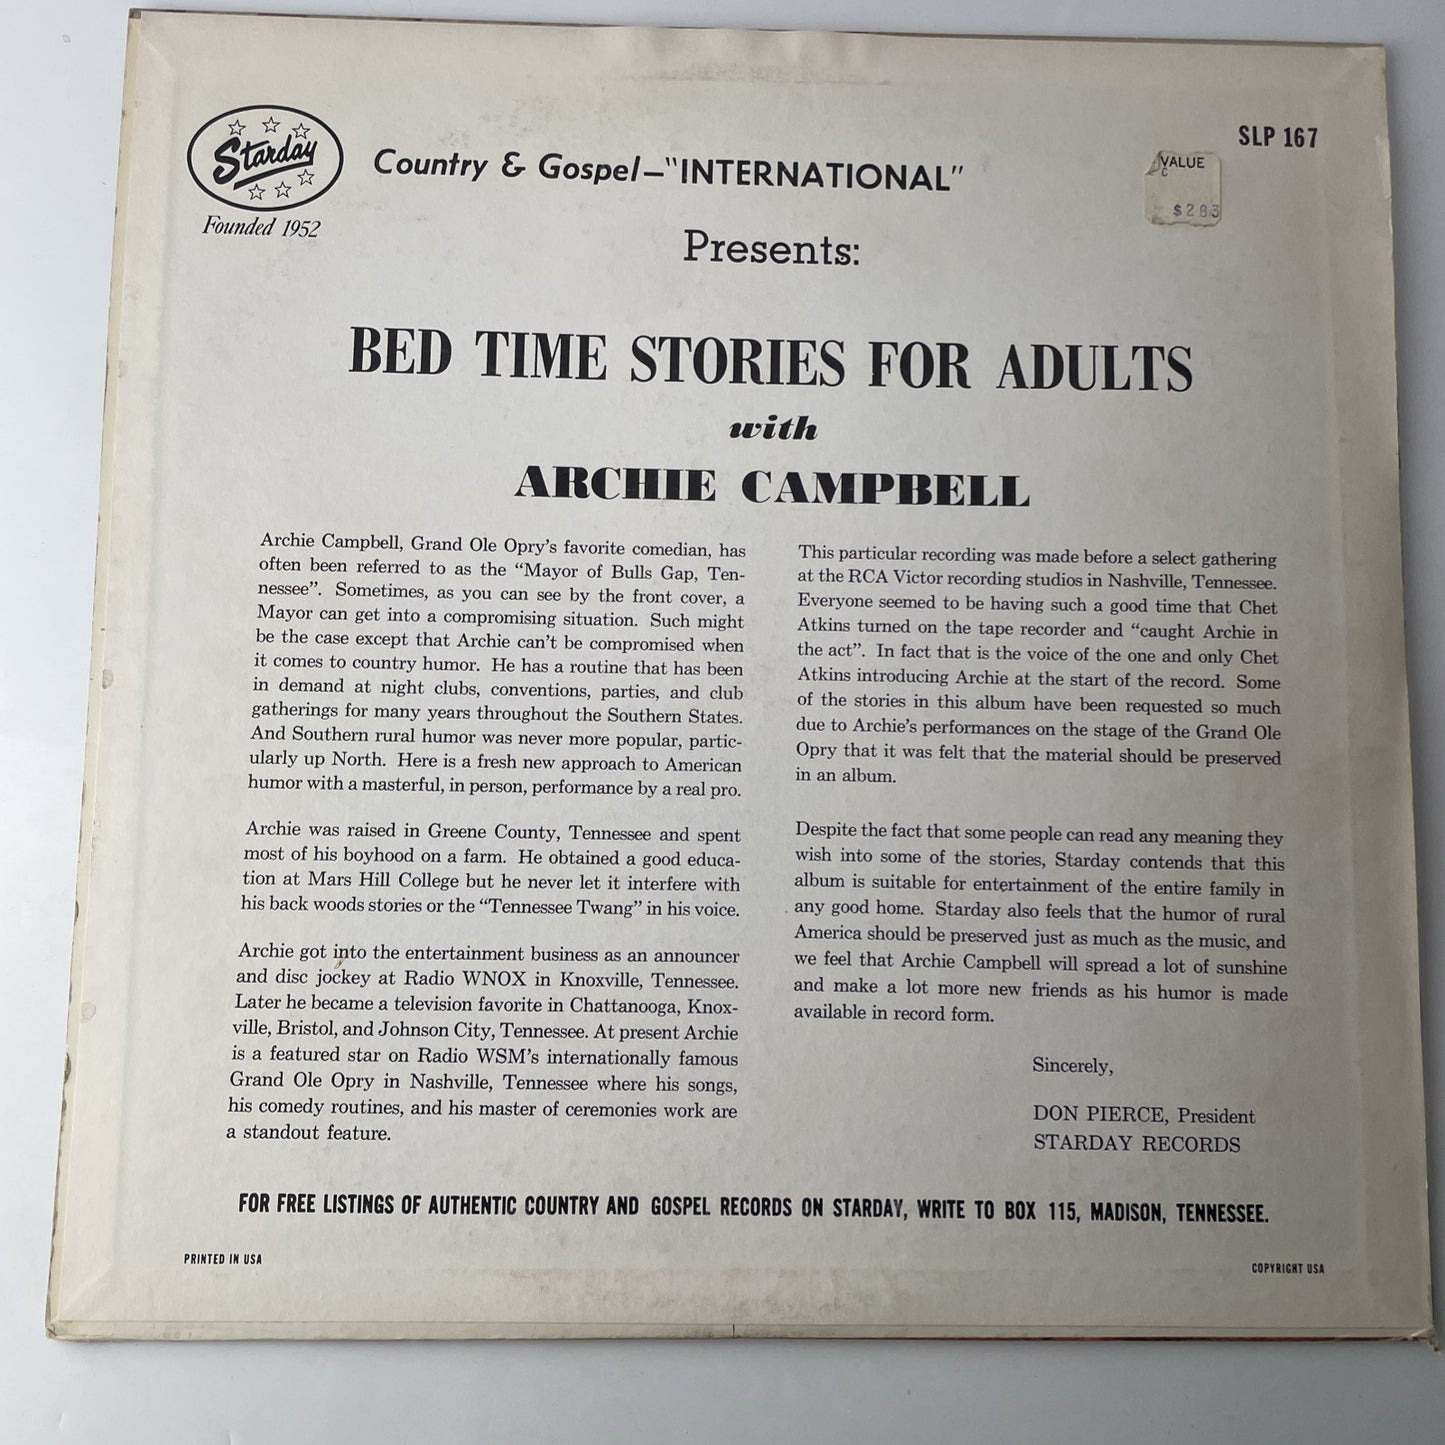 Starday
Founded 1952
Country & Gospel—"INTERNATIONAL"
SLP 167
VALUE
C
$2 83
Presents:
BED TIME STORIES FOR ADULTS
with
ARCHIE CAMPBELL
Archie Campbell, Grand Ole Opry's favorite comedian, has
often been referred to as the "Mayor of Bulls Gap, Ten-
nessee". Sometimes, as you can see by the front cover, a
Mayor can get into a compromising situation. Such might
be the case except that Archie can't be compromised when
it comes to country humor. He has a routine that has been
in demand at night clubs, conventions, parties, and club
gatherings for many years throughout the Southern States.
And Southern rural humor was never more popular, partic-
ularly up North. Here is a fresh new approach to American
humor with a masterful, in person, performance by a real pro.
Archie was raised in Greene County, Tennessee and spent
most of his boyhood on a farm. He obtained a good educa-
tion at Mars Hill College but he never let it interfere with
his back woods stories or the "Tennessee Twang" in his voice.
Archie got into the entertainment business as an announcer
and disc jockey at Radio WNOX in Knoxville, Tennessee.
Later he became a television favorite in Chattanooga, Knox-
ville, Bristol, and Johnson City, Tennessee. At present Archie
is a featured star on Radio WSM's internationally famous
Grand Ole Opry in Nashville, Tennessee where his songs,
his comedy routines, and his master of ceremonies work are
a standout feature.
This particular recording was made before a select gathering
at the RCA Victor recording studios in Nashville, Tennessee.
Everyone seemed to be having such a good time that Chet
Atkins turned on the tape recorder and "caught Archie in
the act". In fact that is the voice of the one and only Chet
Atkins introducing Archie at the start of the record. Some
of the stories in this album have been requested so much
due to Archie's performances on the stage of the Grand Ole
Opry that it was felt that the material should be preserved
in an album.
Despite the fact that some people can read any meaning they
wish into some of the stories, Starday contends that this
album is suitable for entertainment of the entire family in
any good home. Starday also feels that the humor of rural
America should be preserved just as much as the music, and
we feel that Archie Campbell will spread a lot of sunshine
and make a lot more new friends as his humor is made
available in record form.
Sincerely,
DON PIERCE, President
STARDAY RECORDS
FOR FREE LISTINGS OF AUTHENTIC COUNTRY AND GOSPEL RECORDS ON STARDAY, WRITE TO BOX 115, MADISON, TENNESSEE.
PRINTED IN USA
COPYRIGHT USA